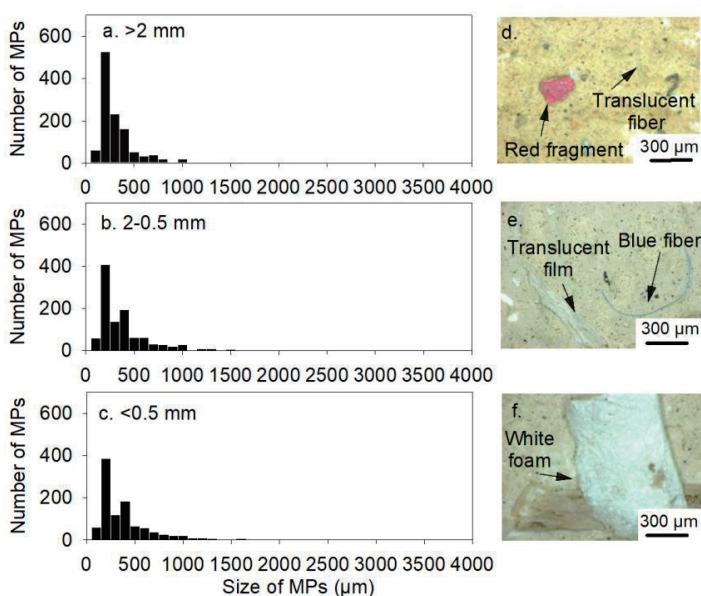 Number of MPs
600
400
200
0
a. >2 mm
0 500 1000 1500 2000 2500 3000 3500 4000
d.
Translucent
fiber
Red fragment
300 μm
Number of MPs
600
400
200
0
b. 2-0.5 mm
0 500 1000 1500 2000 2500 3000 3500 4000
e.
Translucent
film
Blue fiber
300 μm
Number of MPs
600
400
200
0
c. <0.5 mm
0 500 1000 1500 2000 2500 3000 3500 4000
Size of MPs (μm)
f.
White
foam
300 μm